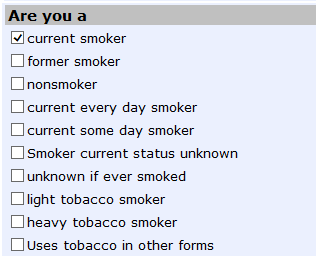 Are you a
current smoker
former smoker
nonsmoker
current every day smoker
current some day smoker
Smoker current status unknown
unknown if ever smoked
light tobacco smoker
heavy tobacco smoker
Uses tobacco in other forms